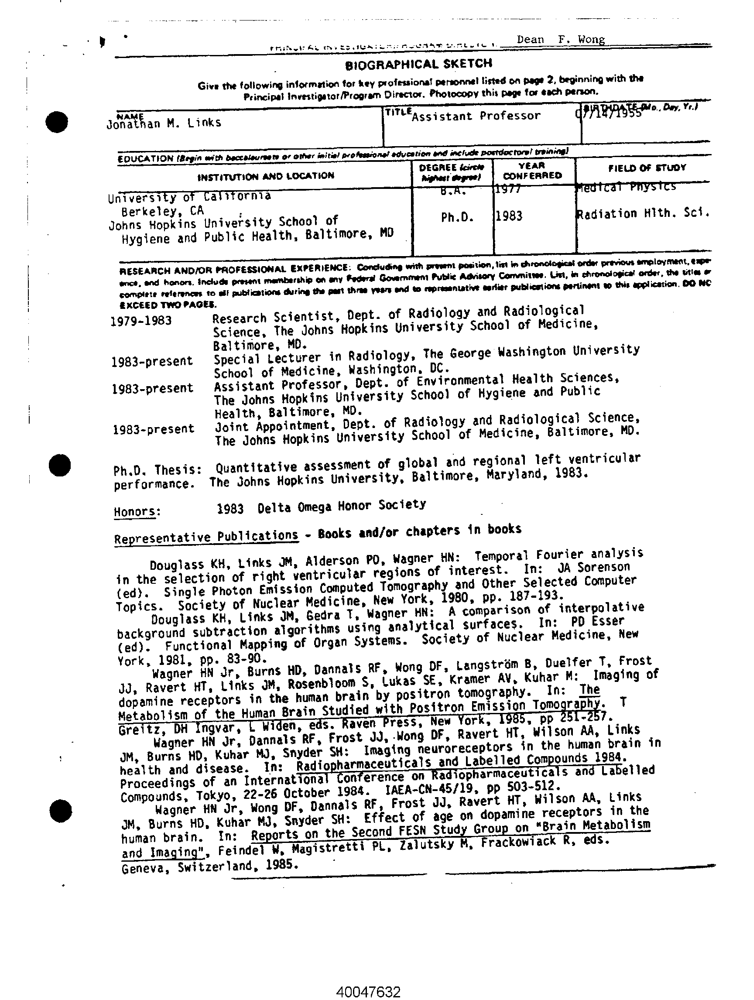 Dean F. Wong
PRINCIPAL INVESTIGATOR/PROGRAM DIRECTOR:
BIOGRAPHICAL SKETCH
Give the following information for key professional personnel listed on page 2, beginning with the
Principal Investigator/Program Director. Photocopy this page for each person.
NAME TITLE BIRTHDATE (Mo., Day, Yr.)
Jonathan M. Links Assistant Professor 07/14/1955
EDUCATION (Begin with baccalaureate or other initial professional education and include postdoctoral training)
INSTITUTION AND LOCATION DEGREE (circle highest degree) YEAR CONFERRED FIELD OF STUDY
University of California B.A. 1977 Medical Physics
Berkeley, CA
Johns Hopkins University School of Ph.D. 1983 Radiation Hlth. Sci.
Hygiene and Public Health, Baltimore, MD
RESEARCH AND/OR PROFESSIONAL EXPERIENCE: Concluding with present position, list in chronological order previous employment, expe
ence, and honors. Include present membership on any Federal Government Public Advisory Committee. List, in chronological order, the titles
complete references to all publications during the past three years and to representative earlier publications pertinent to this application. DO NO
EXCEED TWO PAGES.
1979-1983 Research Scientist, Dept. of Radiology and Radiological
Science, The Johns Hopkins University School of Medicine,
Baltimore, MD.
1983-present Special Lecturer in Radiology, The George Washington University
School of Medicine, Washington, DC.
1983-present Assistant Professor, Dept. of Environmental Health Sciences,
The Johns Hopkins University School of Hygiene and Public
Health, Baltimore, MD.
1983-present Joint Appointment, Dept. of Radiology and Radiological Science,
The Johns Hopkins University School of Medicine, Baltimore, MD.
Ph.D. Thesis: Quantitative assessment of global and regional left ventricular
performance. The Johns Hopkins University, Baltimore, Maryland, 1983.
Honors: 1983 Delta Omega Honor Society
Representative Publications - Books and/or chapters in books
Douglass KH, Links JM, Alderson PO, Wagner HN: Temporal Fourier analysis
in the selection of right ventricular regions of interest. In: JA Sorenson
(ed). Single Photon Emission Computed Tomography and Other Selected Computer
Topics. Society of Nuclear Medicine, New York, 1980, pp. 187-193.
Douglass KH, Links JM, Gedra T, Wagner HN: A comparison of interpolative
background subtraction algorithms using analytical surfaces. In: PD Esser
(ed). Functional Mapping of Organ Systems. Society of Nuclear Medicine, New
York, 1981, pp. 83-90.
Wagner HN Jr, Burns HD, Dannals RF, Wong DF, Langström B, Duelfer T, Frost
JJ, Ravert HT, Links JM, Rosenbloom S, Lukas SE, Kramer AV, Kuhar M: Imaging of
dopamine receptors in the human brain by positron tomography. In: The
Metabolism of the Human Brain Studied with Positron Emission Tomography. T
Greitz, DH Ingvar, L Widen, eds. Raven Press, New York, 1985, pp 251-257.
Wagner HN Jr, Dannals RF, Frost JJ, Wong DF, Ravert HT, Wilson AA, Links
JM, Burns HD, Kuhar MJ, Snyder SH: Imaging neuroreceptors in the human brain in
health and disease. In: Radiopharmaceuticals and Labelled Compounds 1984.
Proceedings of an International Conference on Radiopharmaceuticals and Labelled
Compounds, Tokyo, 22-26 October 1984. IAEA-CN-45/19, pp 503-512.
Wagner HN Jr, Wong DF, Dannals RF, Frost JJ, Ravert HT, Wilson AA, Links
JM, Burns HD, Kuhar MJ, Snyder SH: Effect of age on dopamine receptors in the
human brain. In: Reports on the Second FESN Study Group on "Brain Metabolism
and Imaging", Feindel W, Magistretti PL, Zalutsky M, Frackowiack R, eds.
Geneva, Switzerland, 1985.
40047632